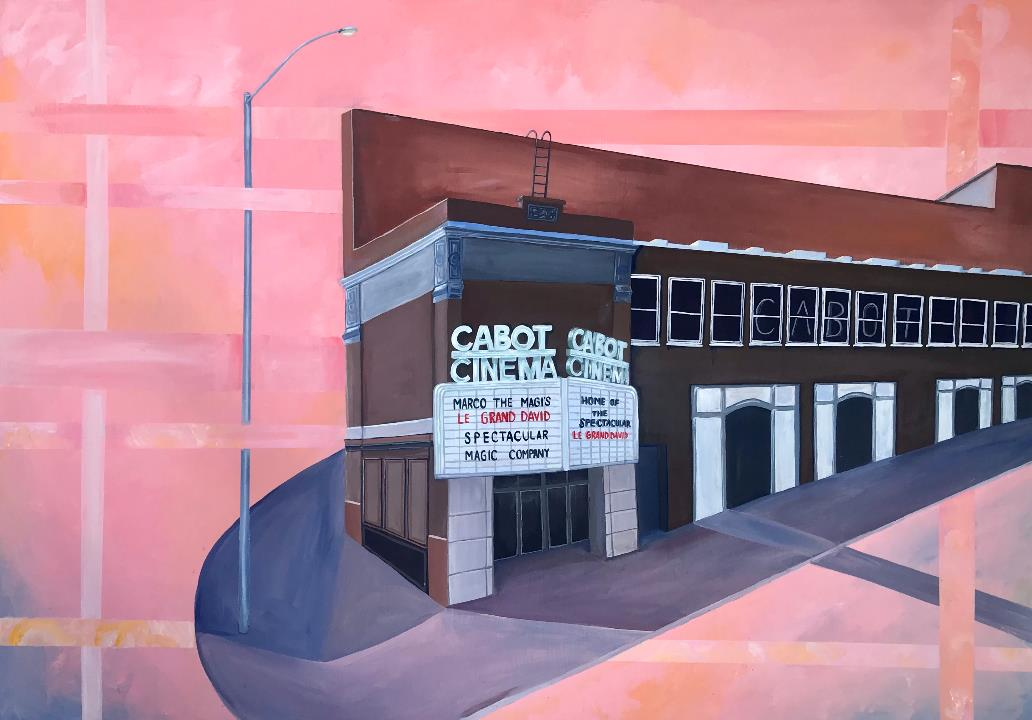 CABOT
CINEMA
MARCO THE MAGI'S
LE GRAND DAVID
SPECTACULAR
MAGIC COMPANY
CABOT
CINEMA
HOME OF
THE
SPECTACULAR
LE GRAND DAVID
CABOT